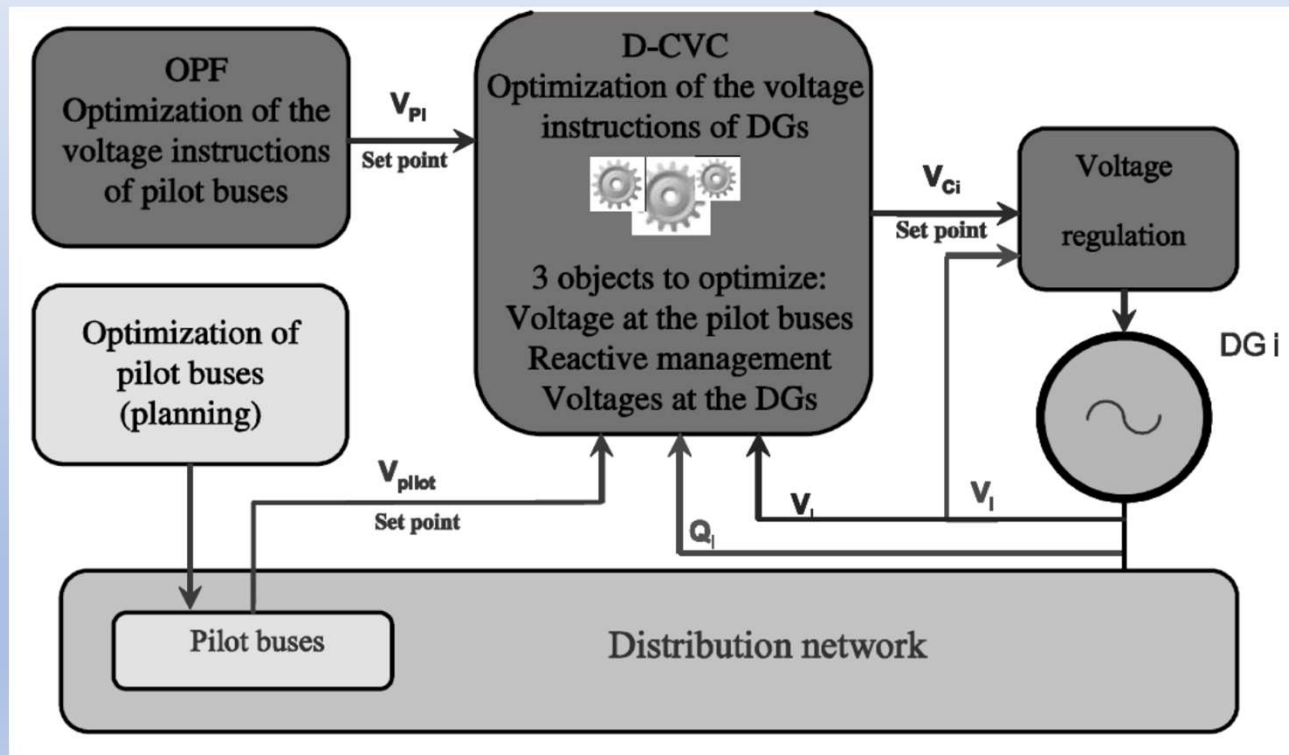 OPF
Optimization of the
voltage instructions
of pilot buses
V_Pi
Set point
D-CVC
Optimization of the voltage
instructions of DGs
3 objects to optimize:
Voltage at the pilot buses
Reactive management
Voltages at the DGs
V_Ci
Set point
Voltage
regulation
DG i
Optimization of
pilot buses
(planning)
V_pilot
Set point
V_i
V_i
Q_i
Pilot buses
Distribution network